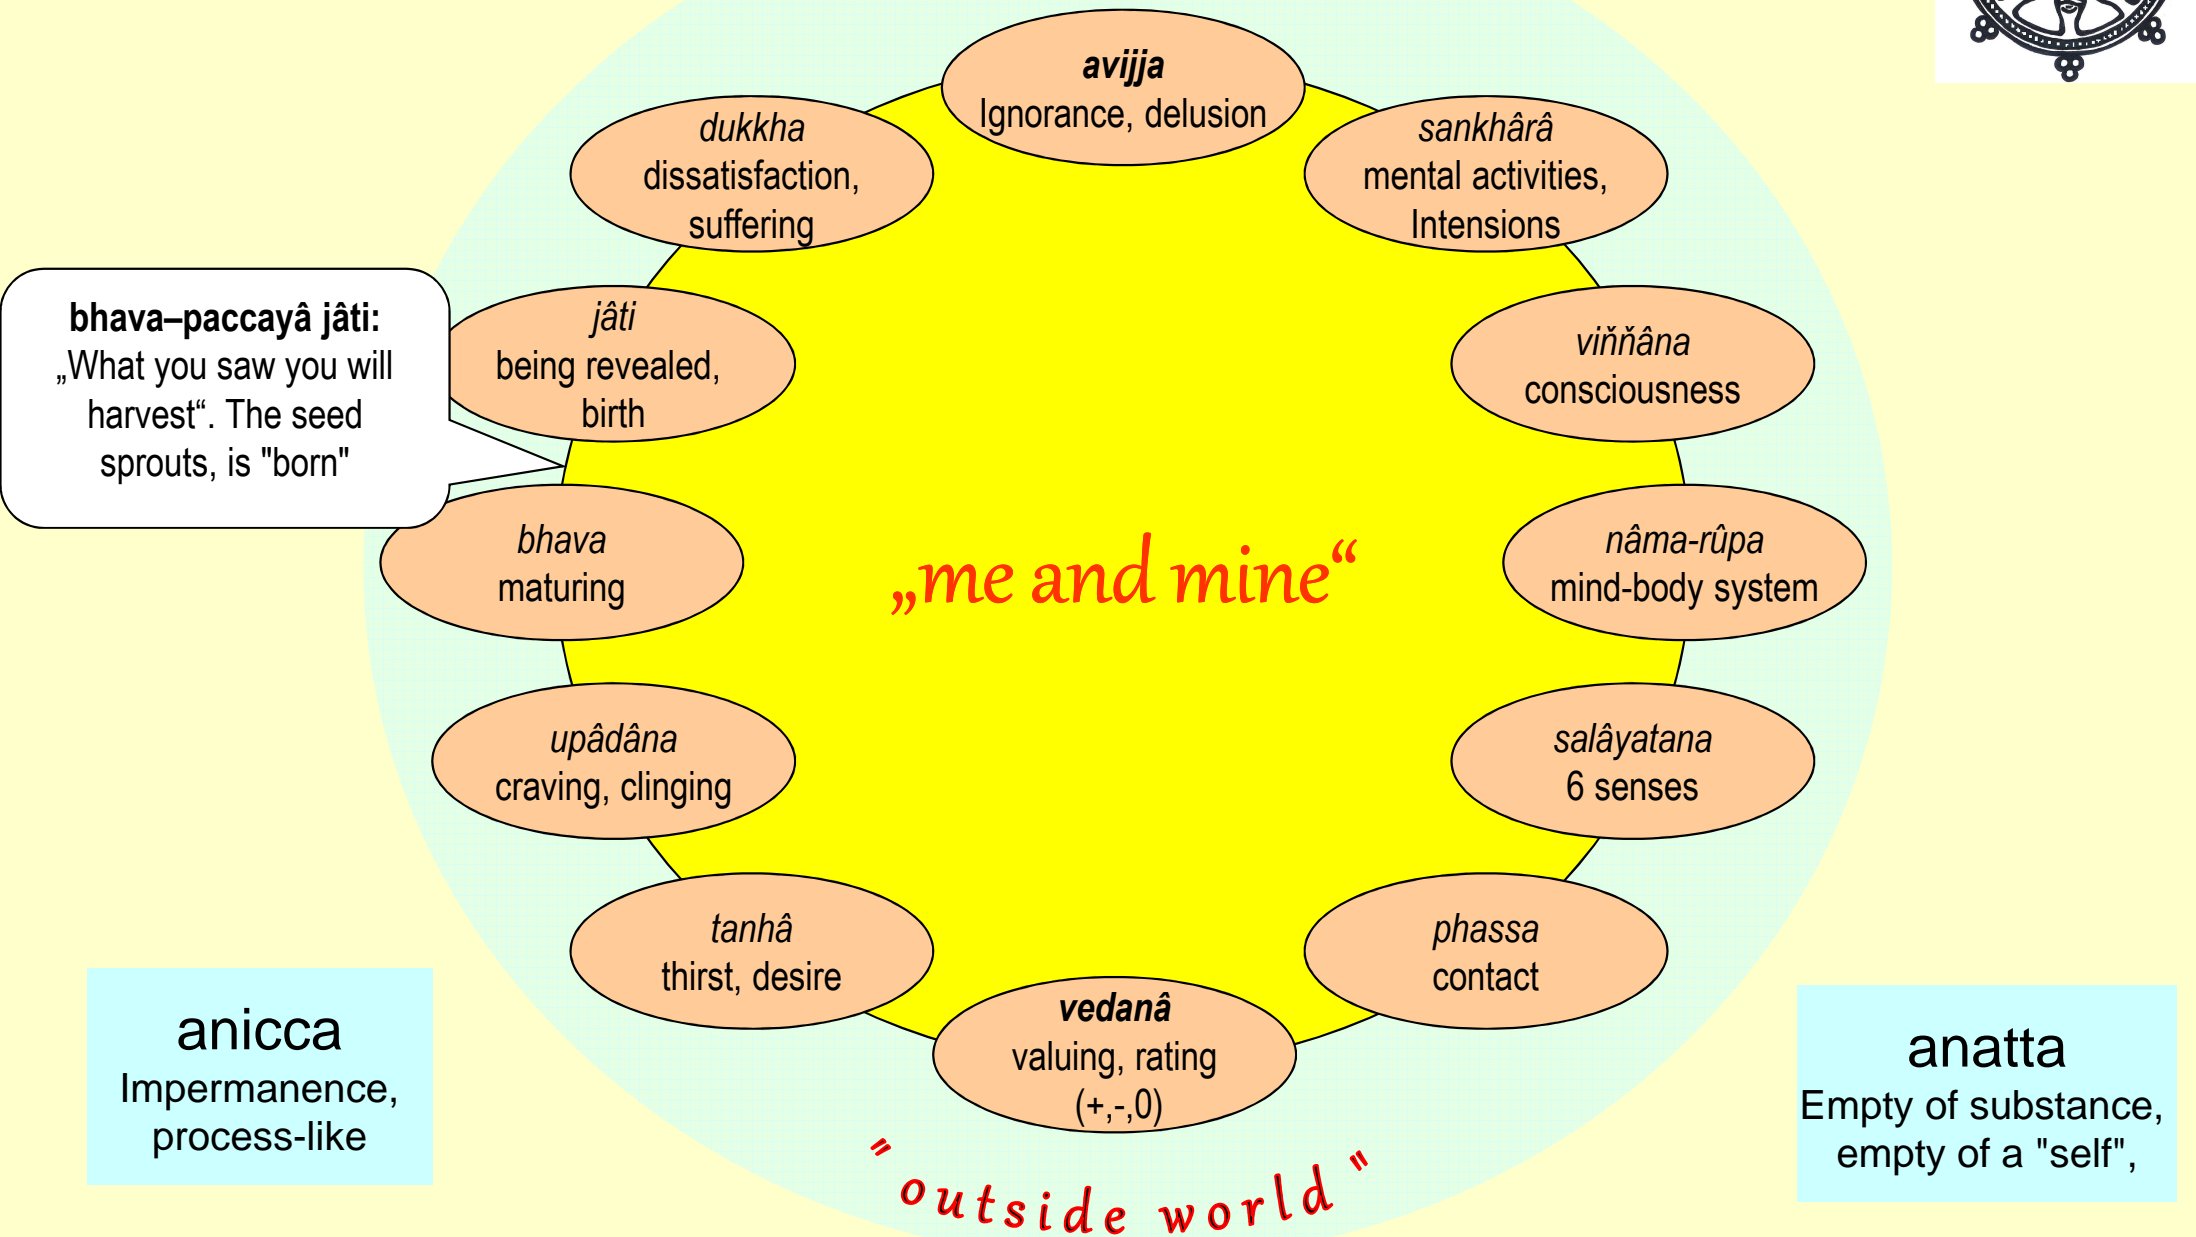 avijja
Ignorance, delusion
sankhârâ
mental activities,
Intensions
viňňâna
consciousness
nâma-rûpa
mind-body system
salâyatana
6 senses
phassa
contact
vedanâ
valuing, rating
(+,-,0)
tanhâ
thirst, desire
upâdâna
craving, clinging
bhava
maturing
jâti
being revealed,
birth
dukkha
dissatisfaction,
suffering
bhava–paccayâ jâti:
„What you saw you will
harvest“. The seed
sprouts, is "born"
„me and mine“
anicca
Impermanence,
process-like
anatta
Empty of substance,
empty of a "self",
"outside world"